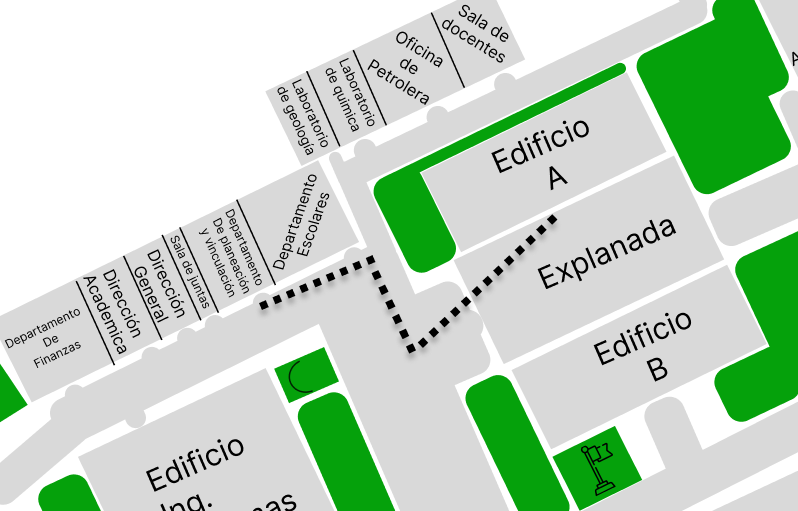 Sala de
docentes
Oficina
de
Petrolera
Laboratorio
de química
Laboratorio
de geología
Edificio
A
Departamento
Escolares
Departamento
De planeación
y vinculación
Sala de juntas
Dirección
General
Dirección
Academica
Departamento
De
Finanzas
Explanada
Edificio
B
Edificio
Ing.